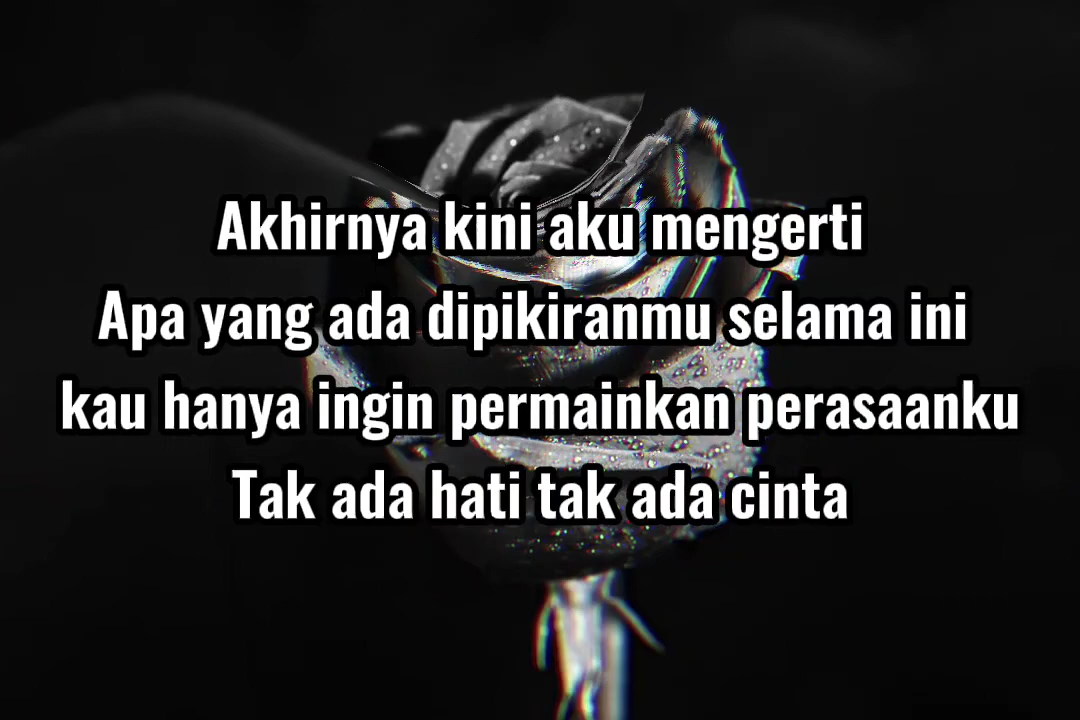 Akhirnya kini aku mengerti
Apa yang ada dipikiranmu selama ini
kau hanya ingin permainkan perasaanku
Tak ada hati tak ada cinta